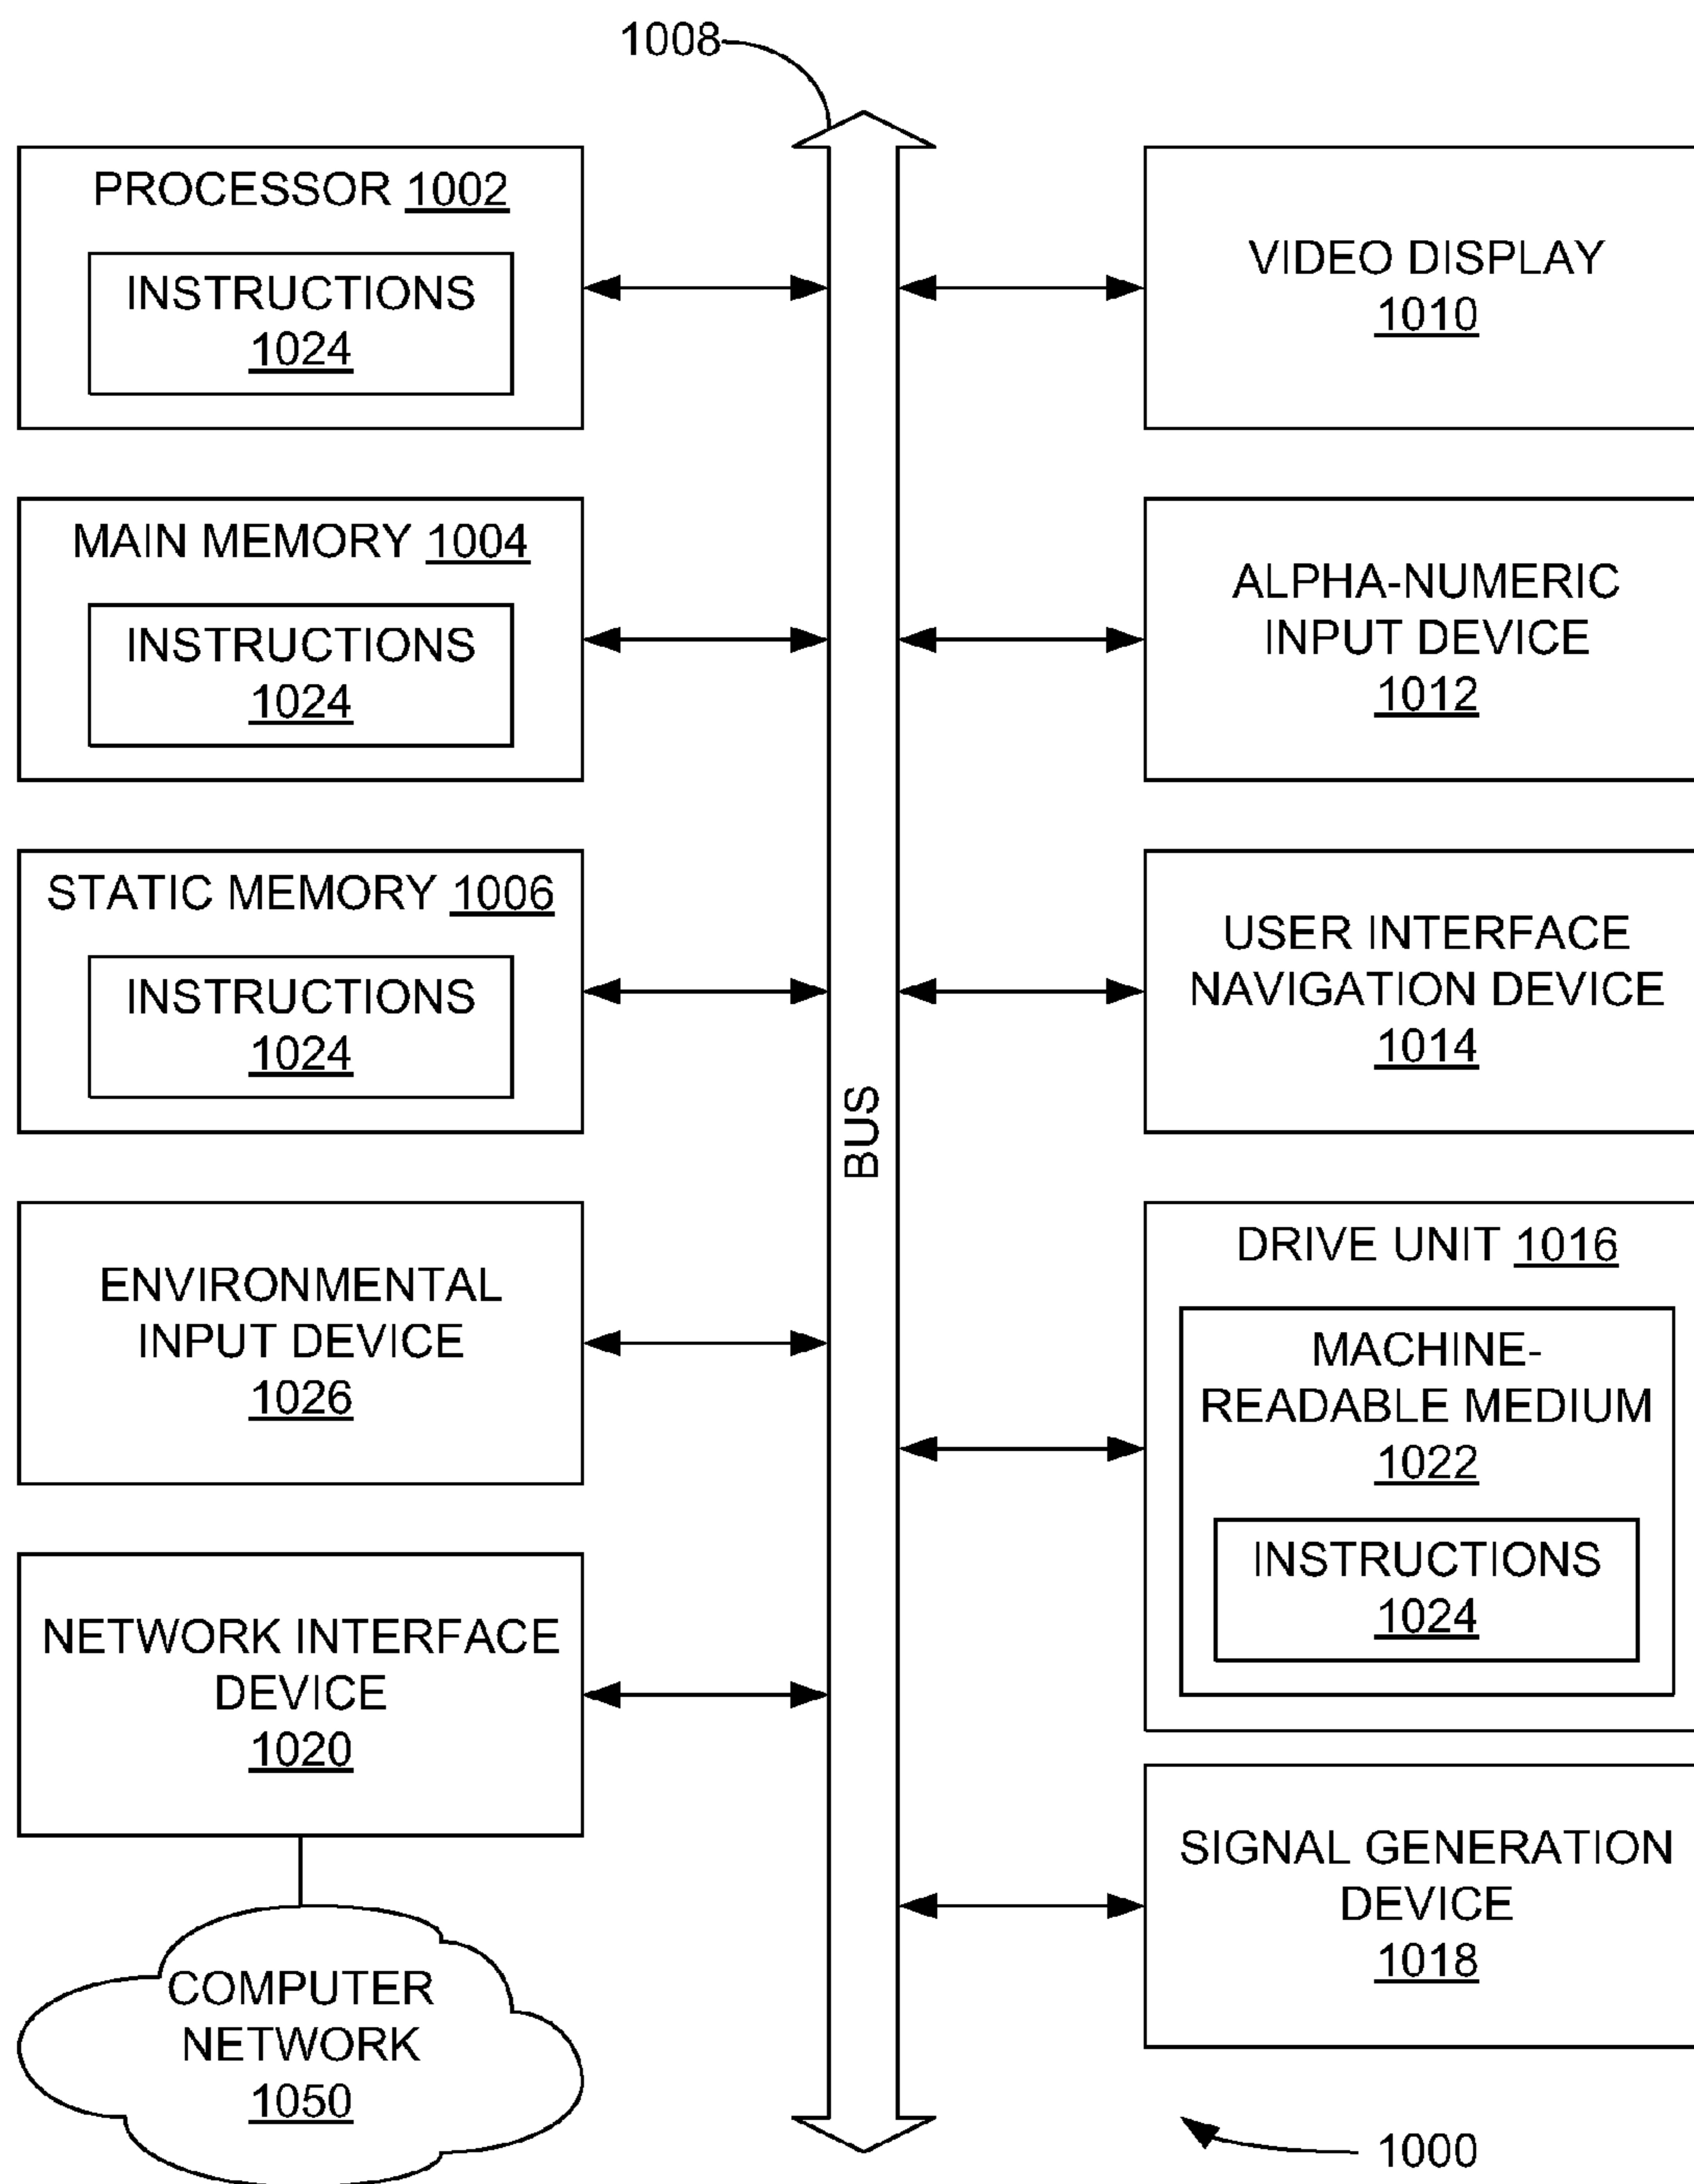 1008
PROCESSOR 1002
INSTRUCTIONS
1024
MAIN MEMORY 1004
INSTRUCTIONS
1024
STATIC MEMORY 1006
INSTRUCTIONS
1024
ENVIRONMENTAL
INPUT DEVICE
1026
NETWORK INTERFACE
DEVICE
1020
COMPUTER
NETWORK
1050
BUS
VIDEO DISPLAY
1010
ALPHA-NUMERIC
INPUT DEVICE
1012
USER INTERFACE
NAVIGATION DEVICE
1014
DRIVE UNIT 1016
MACHINE-
READABLE MEDIUM
1022
INSTRUCTIONS
1024
SIGNAL GENERATION
DEVICE
1018
1000